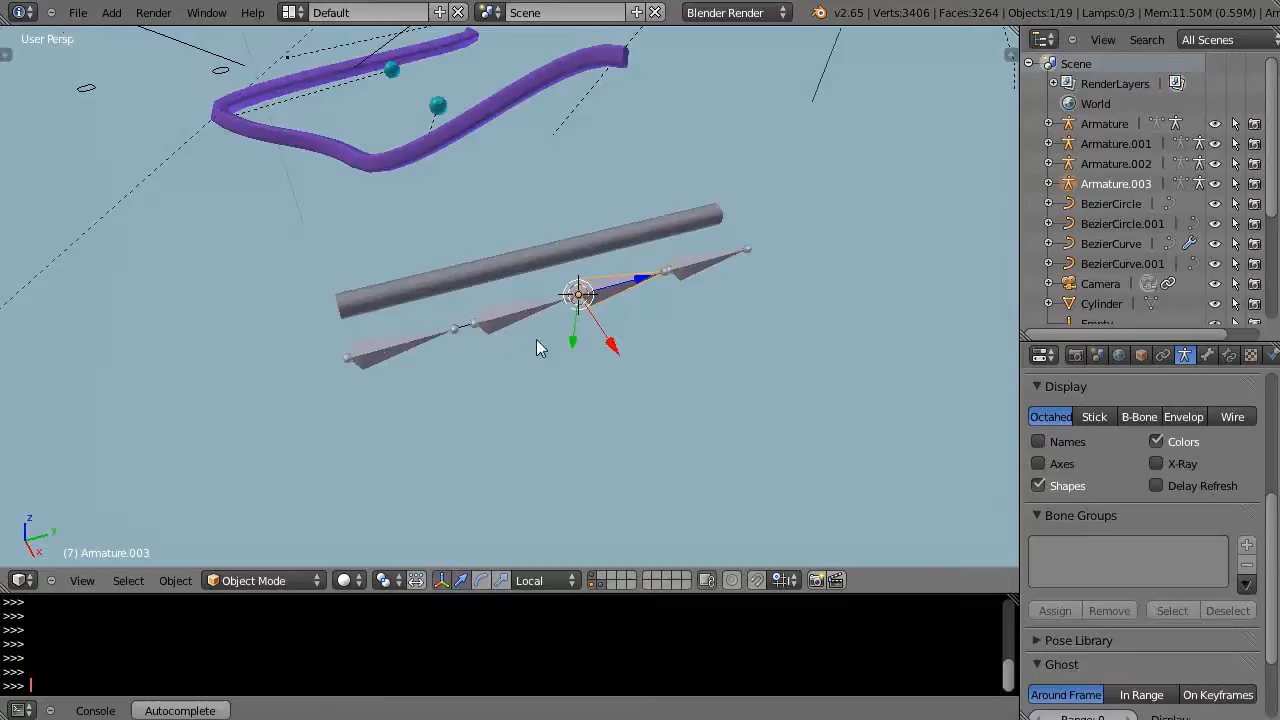 File Add Render Window Help Default Scene Blender Render v2.65 | Verts:3406 | Faces:3264 | Objects:1/19 | Lamps:0/3 | Mem:11.50M (0.59M) | Ar
User Persp
View Search All Scenes
Scene
RenderLayers
World
Armature
Armature.001
Armature.002
Armature.003
BezierCircle
BezierCircle.001
BezierCurve
BezierCurve.001
Camera
Cylinder
Empty
Display
Octahed Stick B-Bone Envelop Wire
Names Colors
Axes X-Ray
Shapes Delay Refresh
Bone Groups
Assign Remove Select Deselect
Pose Library
Ghost
Around Frame In Range On Keyframes
Range: 0 Display:
z
y
x
(7) Armature.003
View Select Object Object Mode Local
>>>
>>>
>>>
>>>
>>>
>>>
>>>
Console Autocomplete